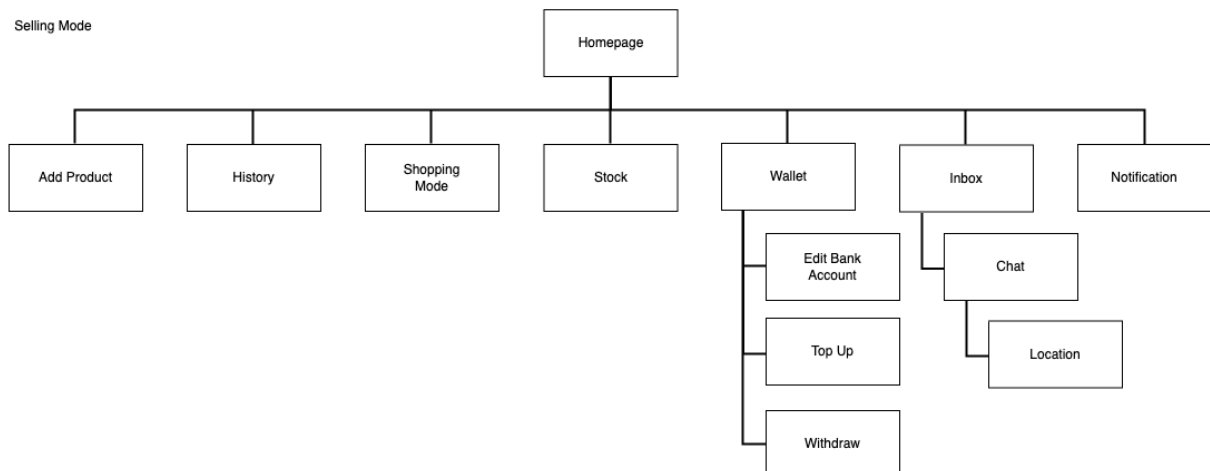 Selling Mode
Homepage
Add Product
History
Shopping
Mode
Stock
Wallet
Inbox
Notification
Edit Bank
Account
Chat
Top Up
Location
Withdraw